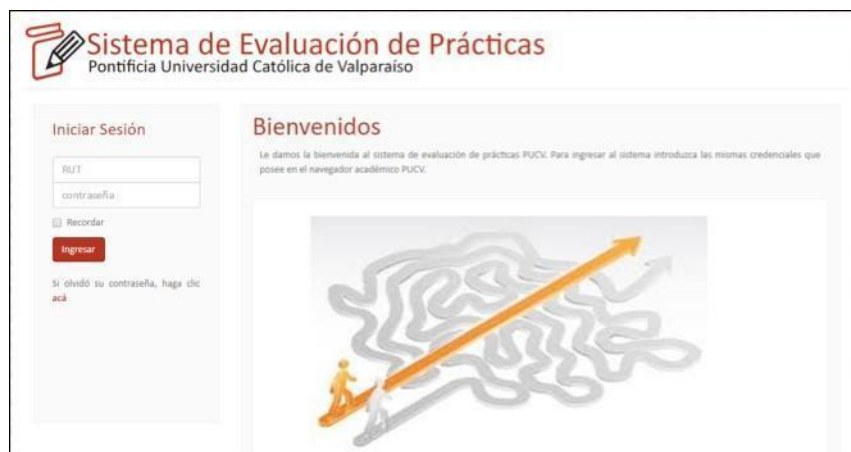 Sistema de Evaluación de Prácticas
Pontificia Universidad Católica de Valparaíso
Iniciar Sesión
RUT
contraseña
Recordar
Ingresar
Si olvidó su contraseña, haga clic
acá
Bienvenidos
Le damos la bienvenida al sistema de evaluación de prácticas PUCV. Para ingresar al sistema introduzca las mismas credenciales que
posee en el navegador académico PUCV.